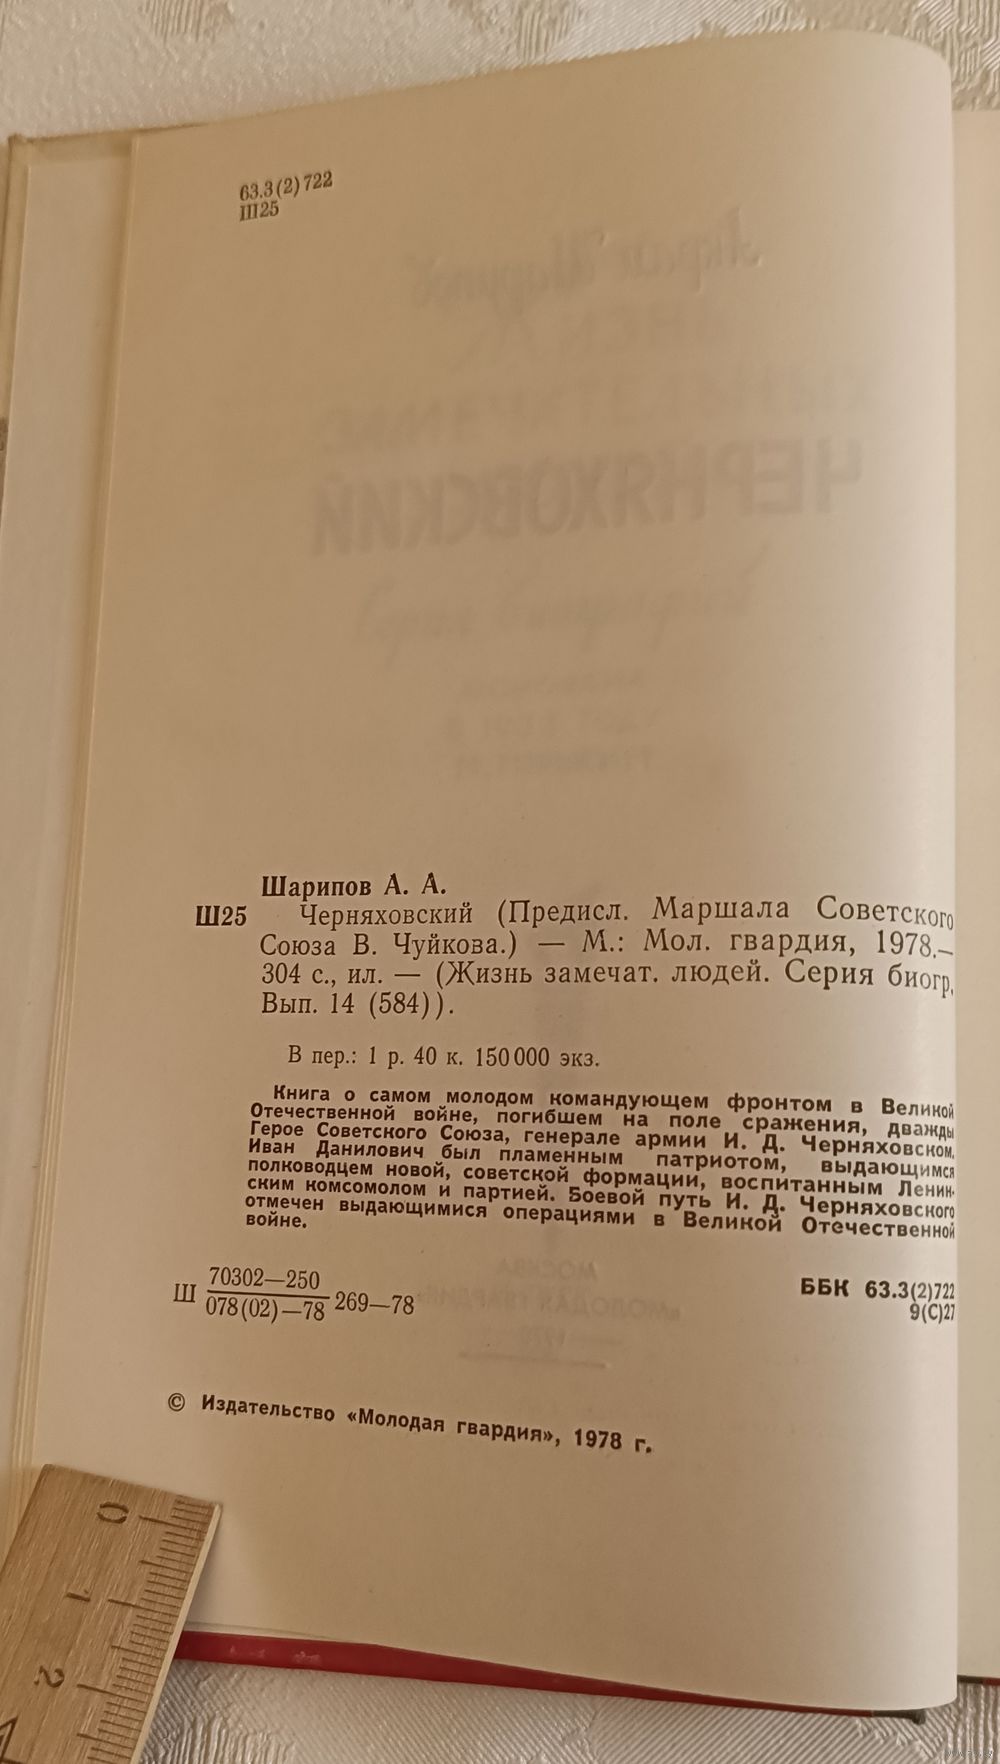 63.3(2)722
Ш25
Шарипов А. А.
Ш25 Черняховский (Предисл. Маршала Советского
Союза В. Чуйкова.) — М.: Мол. гвардия, 1978.—
304 с., ил. — (Жизнь замечат. людей. Серия биогр.
Вып. 14 (584)).
В пер.: 1 р. 40 к. 150 000 экз.
Книга о самом молодом командующем фронтом в Великой
Отечественной войне, погибшем на поле сражения, дважды
Герое Советского Союза, генерале армии И. Д. Черняховском.
Иван Данилович был пламенным патриотом, выдающимся
полководцем новой, советской формации, воспитанным Ленин-
ским комсомолом и партией. Боевой путь И. Д. Черняховского
отмечен выдающимися операциями в Великой Отечественной
войне.
Ш 70302—250
078(02)—78 269—78
ББК 63.3(2)722
9(С)27
© Издательство «Молодая гвардия», 1978 г.
0
1
2